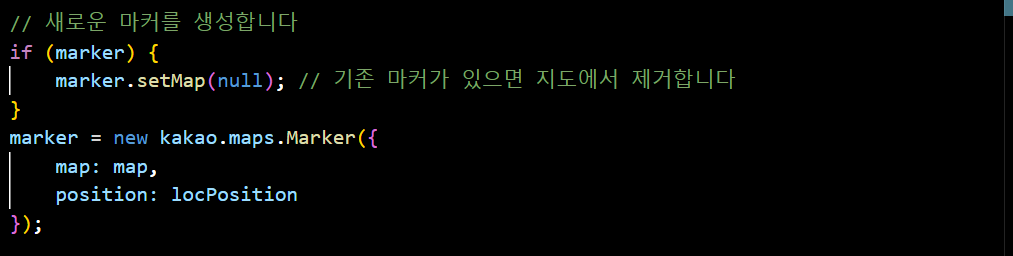 // 새로운 마커를 생성합니다
if (marker) {
    marker.setMap(null); // 기존 마커가 있으면 지도에서 제거합니다
}
marker = new kakao.maps.Marker({
    map: map,
    position: locPosition
});